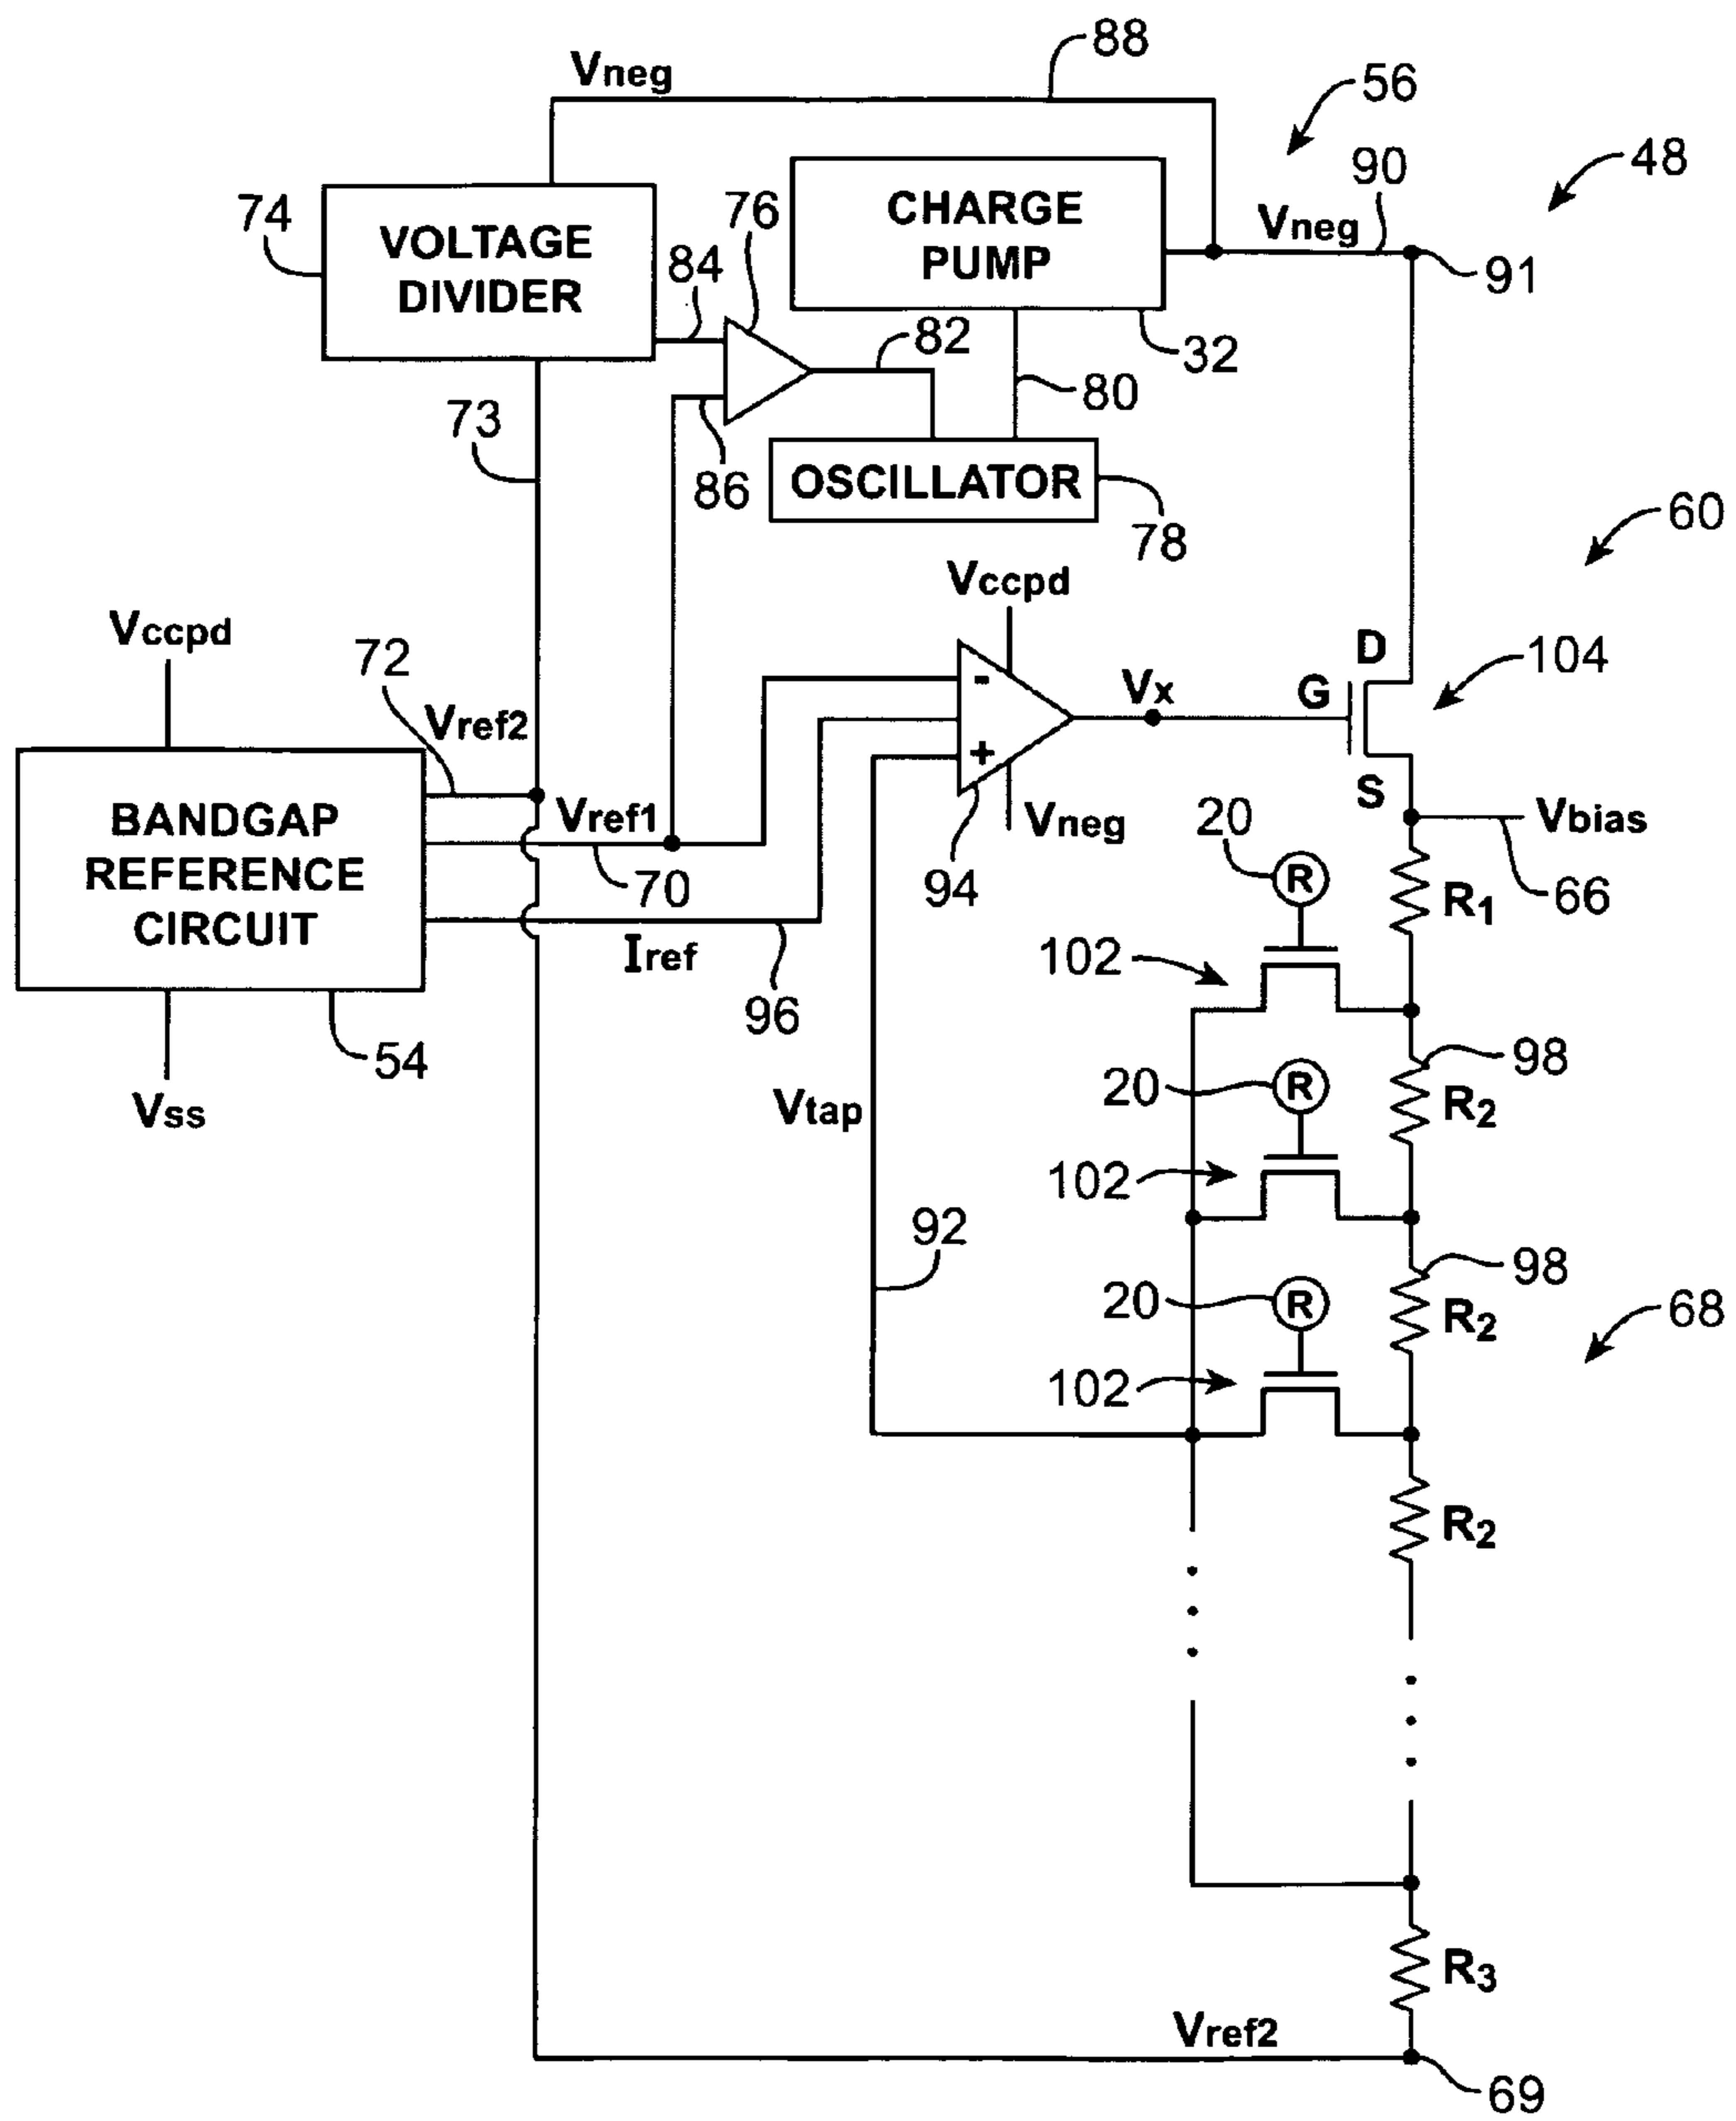 88
Vneg
56
48
90
74
76
CHARGE
PUMP
Vneg
VOLTAGE
DIVIDER
84
91
82
32
80
73
86
OSCILLATOR
78
60
Vccpd
Vccpd
72
104
D
Vx
G
Vref2
-
+
S
BANDGAP
REFERENCE
CIRCUIT
Vref1
Vneg
20
Vbias
R
70
94
R1
66
Iref
102
96
54
98
20
R
R2
Vtap
Vss
102
92
98
20
R
R2
68
102
R2
R3
Vref2
69